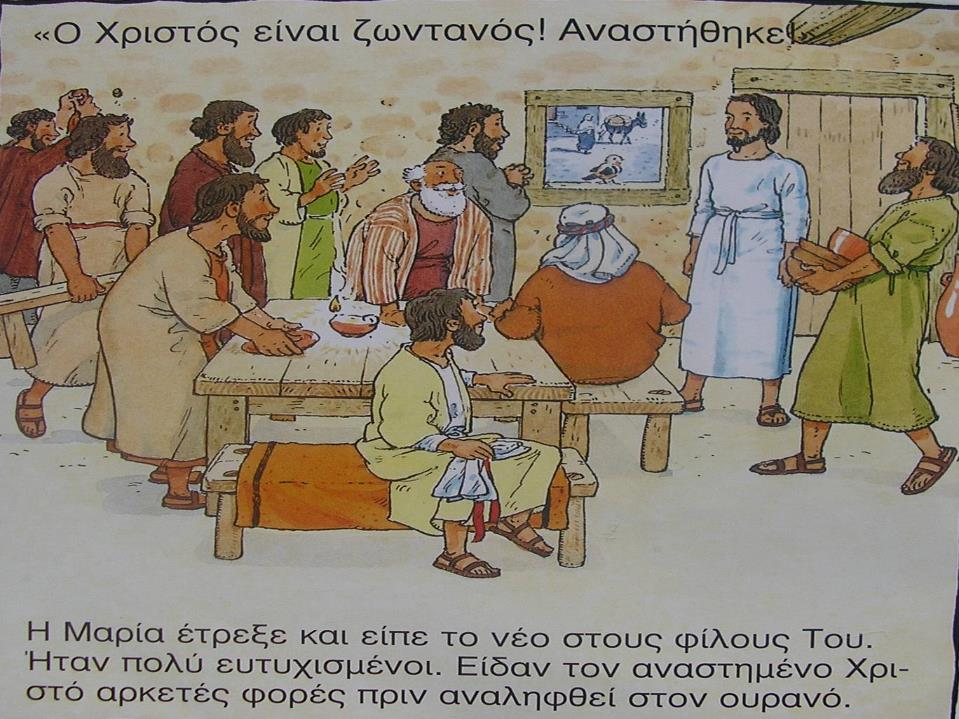 «Ο Χριστός είναι ζωντανός! Αναστήθηκε!»
Η Μαρία έτρεξε και είπε το νέο στους φίλους Του.
Ήταν πολύ ευτυχισμένοι. Είδαν τον αναστημένο Χρι-
στό αρκετές φορές πριν αναληφθεί στον ουρανό.